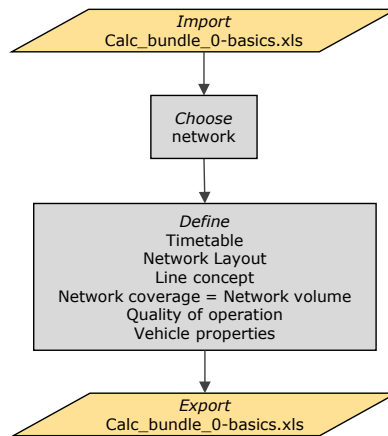 Import
Calc_bundle_0-basics.xls
Choose
network
Define
Timetable
Network Layout
Line concept
Network coverage = Network volume
Quality of operation
Vehicle properties
Export
Calc_bundle_0-basics.xls